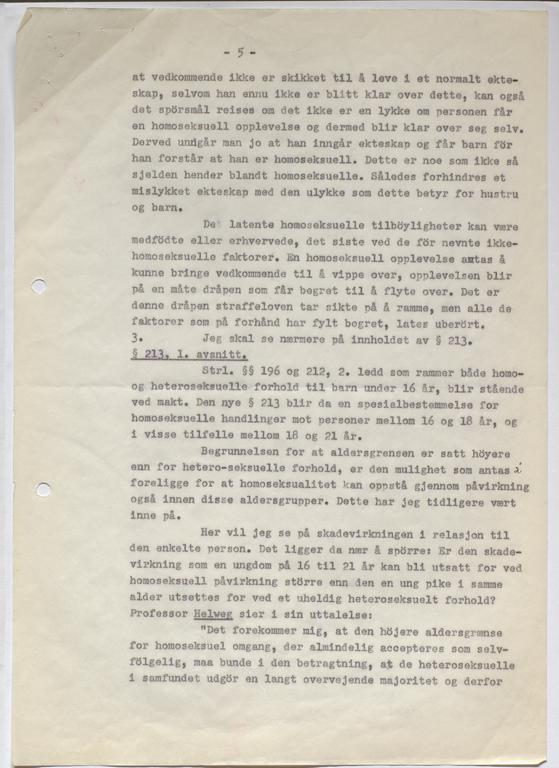 - 5 -
at vedkommende ikke er skikket til å leve i et normalt ekte-
skap, selvom han ennu ikke er blitt klar over dette, kan også
det spörsmål reises om det ikke er en lykke om personen får
en homoseksuell opplevelse og dermed blir klar over seg selv.
Derved unngår man jo at han inngår ekteskap og får barn för
han forstår at han er homoseksuell. Dette er noe som ikke så
sjelden hender blandt homoseksuelle. Således forhindres et
mislykket ekteskap med den ulykke som dette betyr for hustru
og barn.
De latente homoseksuelle tilböyligheter kan være
medfödte eller erhvervede, det siste ved de för nevnte ikke-
homoseksuelle faktorer. En homoseksuell opplevelse antas å
kunne bringe vedkommende til å vippe over, opplevelsen blir
på en måte dråpen som får begret til å flyte over. Det er
denne dråpen straffeloven tar sikte på å ramme, men alle de
faktorer som på forhånd har fylt begret, lates uberört.
3. Jeg skal se nærmere på innholdet av § 213.
§ 213, 1. avsnitt.
Strl. §§ 196 og 212, 2. ledd som rammer både homo-
og heteroseksuelle forhold til barn under 16 år, blir stående
ved makt. Den nye § 213 blir da en spesialbestemmelse for
homoseksuelle handlinger mot personer mellom 16 og 18 år, og
i visse tilfelle mellom 18 og 21 år.
Begrunnelsen for at aldersgrensen er satt höyere
enn for hetero-seksuelle forhold, er den mulighet som antas å
foreligge for at homoseksualitet kan oppstå gjennom påvirkning
også innen disse aldersgrupper. Dette har jeg tidligere vært
inne på.
Her vil jeg se på skadevirkningen i relasjon til
den enkelte person. Det ligger da nær å spörre: Er den skade-
virkning som en ungdom på 16 til 21 år kan bli utsatt for ved
homoseksuell påvirkning större enn den en ung pike i samme
alder utsettes for ved et uheldig heteroseksuelt forhold?
Professor Helweg sier i sin uttalelse:
"Det forekommer mig, at den höjere aldersgrænse
for homoseksuel omgang, der almindelig accepteres som selv-
fölgelig, maa bunde i den betragtning, at de heteroseksuelle
i samfundet udgör en langt overvejende majoritet og derfor